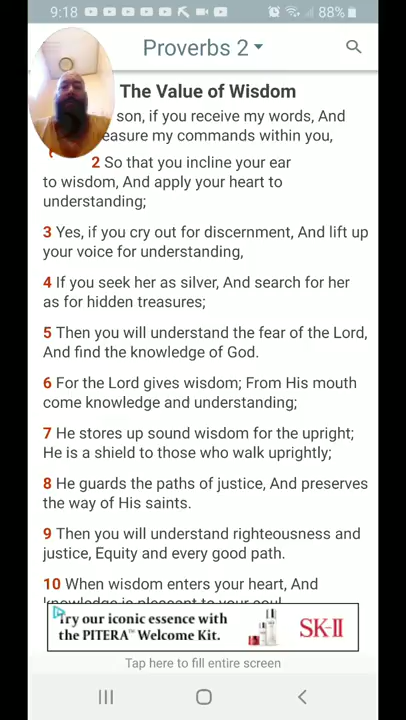 9:18 88%
Proverbs 2
The Value of Wisdom
son, if you receive my words, And
easure my commands within you,
2 So that you incline your ear
to wisdom, And apply your heart to
understanding;
3 Yes, if you cry out for discernment, And lift up
your voice for understanding,
4 If you seek her as silver, And search for her
as for hidden treasures;
5 Then you will understand the fear of the Lord,
And find the knowledge of God.
6 For the Lord gives wisdom; From His mouth
come knowledge and understanding;
7 He stores up sound wisdom for the upright;
He is a shield to those who walk uprightly;
8 He guards the paths of justice, And preserves
the way of His saints.
9 Then you will understand righteousness and
justice, Equity and every good path.
10 When wisdom enters your heart, And
knowledge is pleasant to your soul
Try our iconic essence with
the PITERA™ Welcome Kit.
SK-II
Tap here to fill entire screen